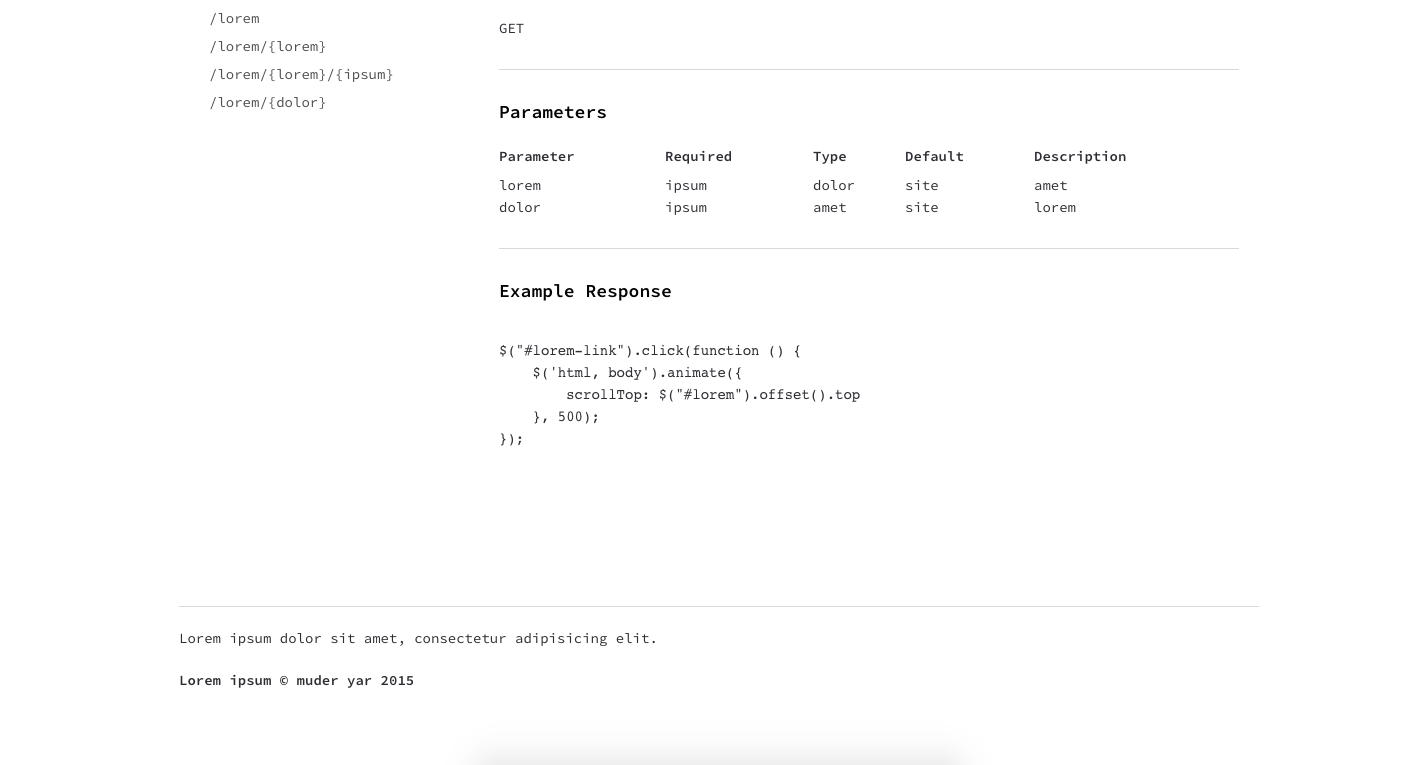 /lorem
/lorem/{lorem}
/lorem/{lorem}/{ipsum}
/lorem/{dolor}
GET
Parameters
Parameter Required Type Default Description
lorem ipsum dolor site amet
dolor ipsum amet site lorem
Example Response
$("#lorem-link").click(function () {
    $('html, body').animate({
        scrollTop: $("#lorem").offset().top
    }, 500);
});
Lorem ipsum dolor sit amet, consectetur adipisicing elit.
Lorem ipsum © muder yar 2015